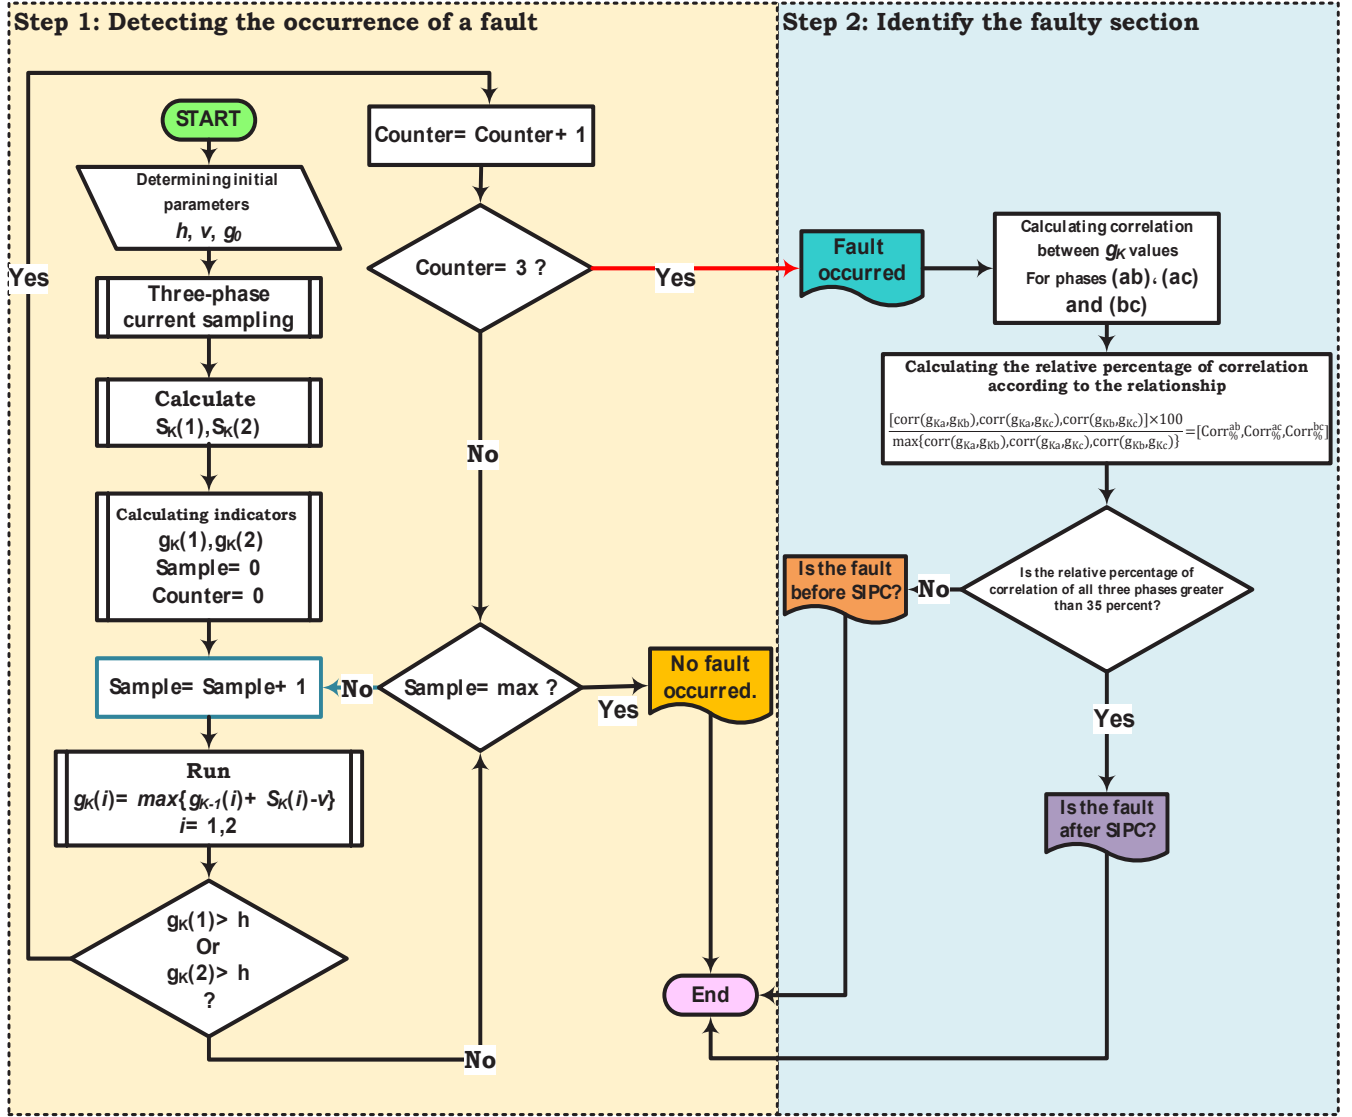 Step 1: Detecting the occurrence of a fault
START
Determining initial
parameters
h, v, g0
Three-phase
current sampling
Calculate
SK(1),SK(2)
Calculating indicators
gK(1),gK(2)
Sample= 0
Counter= 0
Sample= Sample+ 1
Run
gK(i)= max{gK-1(i)+ SK(i)-v}
i= 1,2
gK(1)> h
Or
gK(2)> h
?
Yes
No
Counter= Counter+ 1
Counter= 3 ?
Yes
No
Sample= max ?
No
Yes
No fault
occurred.
End
Step 2: Identify the faulty section
Fault
occurred
Calculating correlation
between gK values
For phases (ab)، (ac)
and (bc)
Calculating the relative percentage of correlation
according to the relationship
[corr(gKa,gKb),corr(gKa,gKc),corr(gKb,gKc)]×100
max{corr(gKa,gKb),corr(gKa,gKc),corr(gKb,gKc)}
=[Corr%ab,Corr%ac,Corr%bc]
Is the relative percentage of
correlation of all three phases greater
than 35 percent?
No
Is the fault
before SIPC?
Yes
Is the fault
after SIPC?